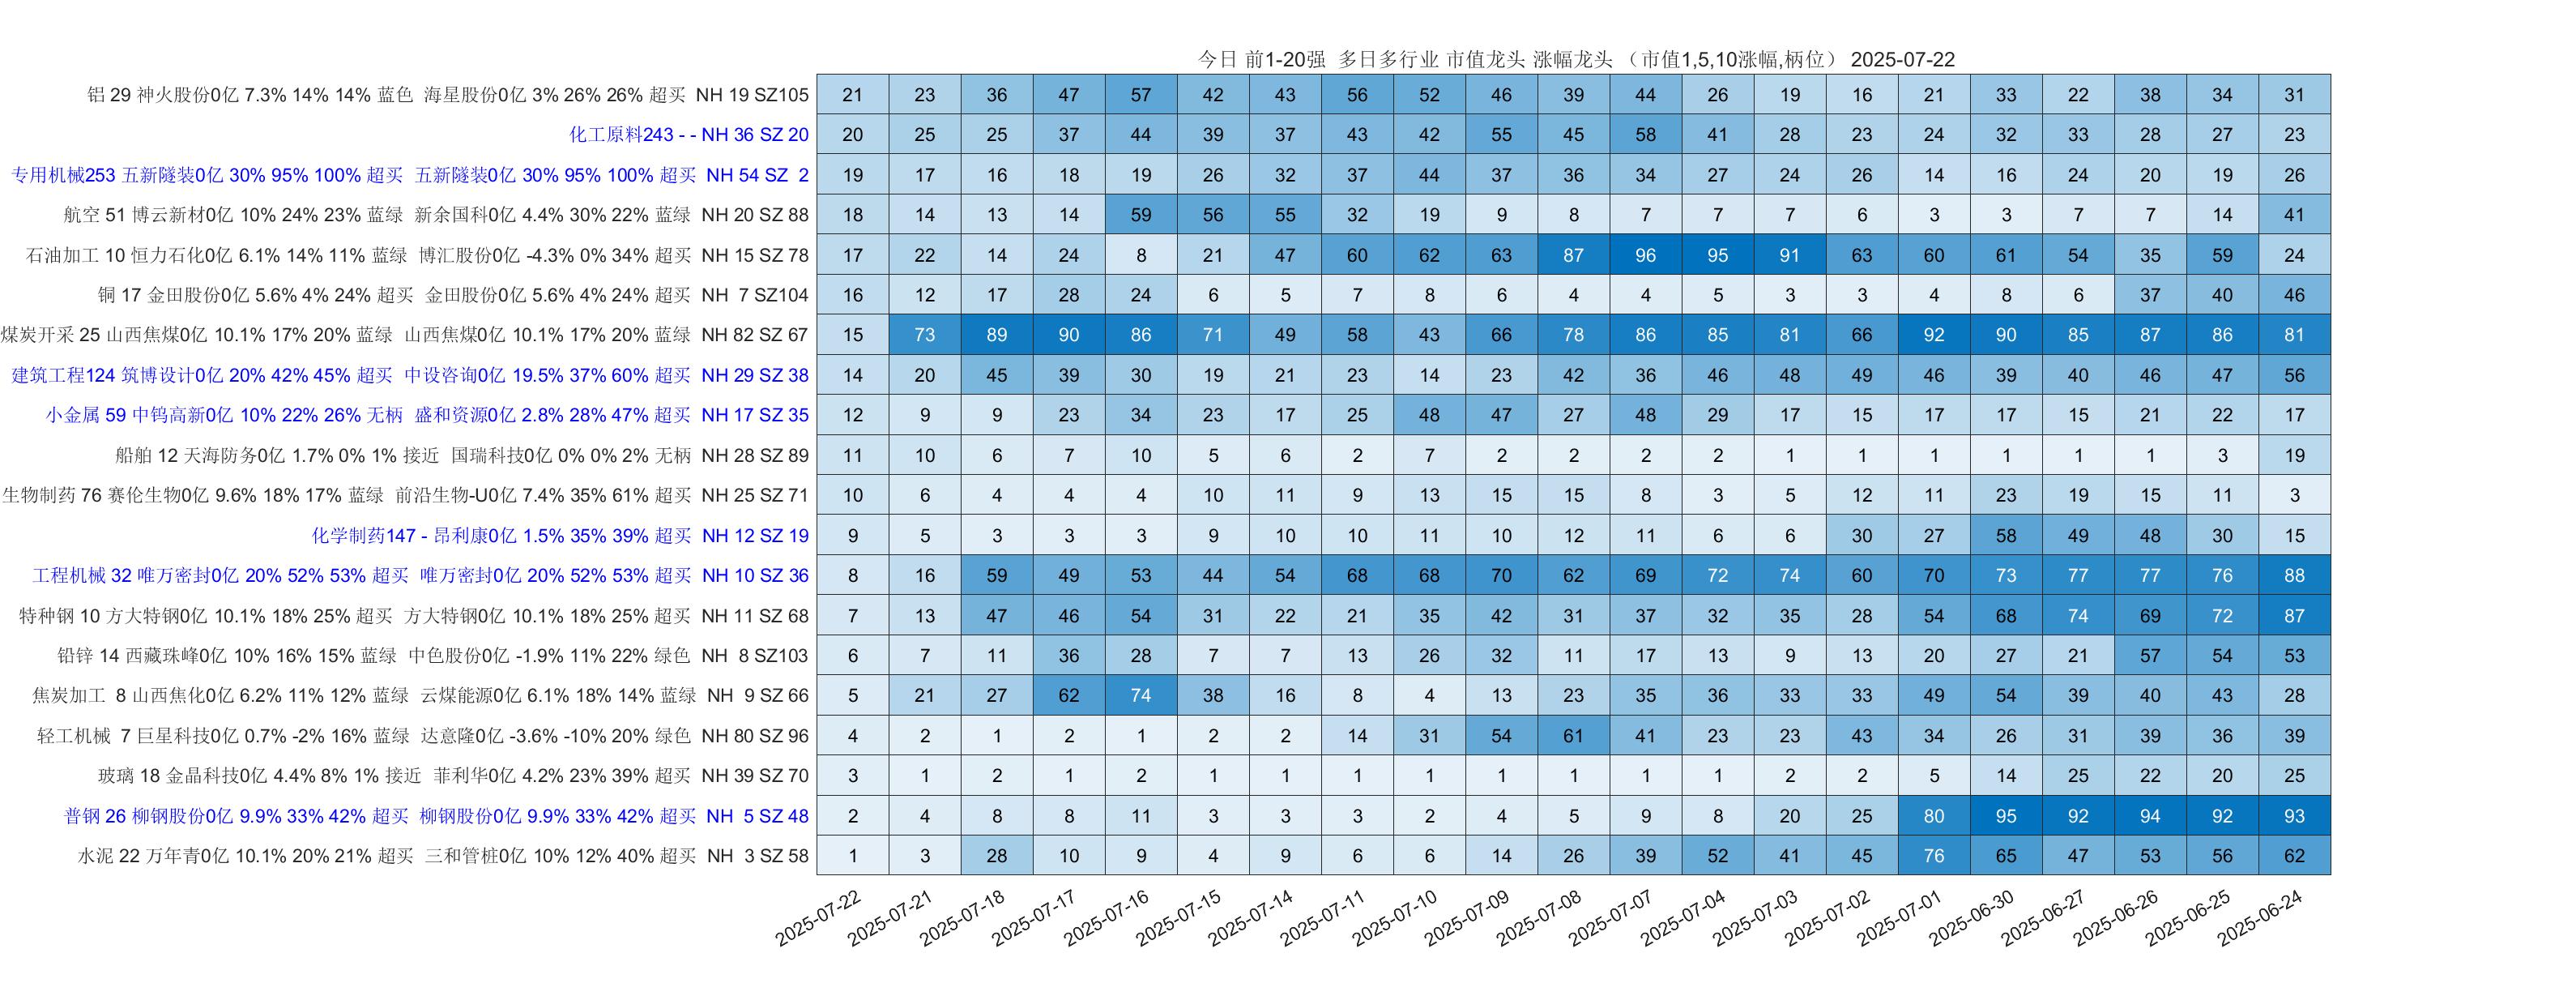 今日 前1-20强 多日多行业 市值龙头 涨幅龙头 （市值1,5,10涨幅,柄位） 2025-07-22
铝 29 神火股份0亿 7.3% 14% 14% 蓝色 海星股份0亿 3% 26% 26% 超买 NH 19 SZ105 21 23 36 47 57 42 43 56 52 46 39 44 26 19 16 21 33 22 38 34 31
化工原料243 - - NH 36 SZ 20 20 25 25 37 44 39 37 43 42 55 45 58 41 28 23 24 32 33 28 27 23
专用机械253 五新隧装0亿 30% 95% 100% 超买 五新隧装0亿 30% 95% 100% 超买 NH 54 SZ 2 19 17 16 18 19 26 32 37 44 37 36 34 27 24 26 14 16 24 20 19 26
航空 51 博云新材0亿 10% 24% 23% 蓝绿 新余国科0亿 4.4% 30% 22% 蓝绿 NH 20 SZ 88 18 14 13 14 59 56 55 32 19 9 8 7 7 7 6 3 3 7 7 14 41
石油加工 10 恒力石化0亿 6.1% 14% 11% 蓝绿 博汇股份0亿 -4.3% 0% 34% 超买 NH 15 SZ 78 17 22 14 24 8 21 47 60 62 63 87 96 95 91 63 60 61 54 35 59 24
铜 17 金田股份0亿 5.6% 4% 24% 超买 金田股份0亿 5.6% 4% 24% 超买 NH 7 SZ104 16 12 17 28 24 6 5 7 8 6 4 4 5 3 3 4 8 6 37 40 46
煤炭开采 25 山西焦煤0亿 10.1% 17% 20% 蓝绿 山西焦煤0亿 10.1% 17% 20% 蓝绿 NH 82 SZ 67 15 73 89 90 86 71 49 58 43 66 78 86 85 81 66 92 90 85 87 86 81
建筑工程124 筑博设计0亿 20% 42% 45% 超买 中设咨询0亿 19.5% 37% 60% 超买 NH 29 SZ 38 14 20 45 39 30 19 21 23 14 23 42 36 46 48 49 46 39 40 46 47 56
小金属 59 中钨高新0亿 10% 22% 26% 无柄 盛和资源0亿 2.8% 28% 47% 超买 NH 17 SZ 35 12 9 9 23 34 23 17 25 48 47 27 48 29 17 15 17 17 15 21 22 17
船舶 12 天海防务0亿 1.7% 0% 1% 接近 国瑞科技0亿 0% 0% 2% 无柄 NH 28 SZ 89 11 10 6 7 10 5 6 2 7 2 2 2 2 1 1 1 1 1 1 3 19
生物制药 76 赛伦生物0亿 9.6% 18% 17% 蓝绿 前沿生物-U0亿 7.4% 35% 61% 超买 NH 25 SZ 71 10 6 4 4 4 10 11 9 13 15 15 8 3 5 12 11 23 19 15 11 3
化学制药147 - 昂利康0亿 1.5% 35% 39% 超买 NH 12 SZ 19 9 5 3 3 3 9 10 10 11 10 12 11 6 6 30 27 58 49 48 30 15
工程机械 32 唯万密封0亿 20% 52% 53% 超买 唯万密封0亿 20% 52% 53% 超买 NH 10 SZ 36 8 16 59 49 53 44 54 68 68 70 62 69 72 74 60 70 73 77 77 76 88
特种钢 10 方大特钢0亿 10.1% 18% 25% 超买 方大特钢0亿 10.1% 18% 25% 超买 NH 11 SZ 68 7 13 47 46 54 31 22 21 35 42 31 37 32 35 28 54 68 74 69 72 87
铅锌 14 西藏珠峰0亿 10% 16% 15% 蓝绿 中色股份0亿 -1.9% 11% 22% 绿色 NH 8 SZ103 6 7 11 36 28 7 7 13 26 32 11 17 13 9 13 20 27 21 57 54 53
焦炭加工 8 山西焦化0亿 6.2% 11% 12% 蓝绿 云煤能源0亿 6.1% 18% 14% 蓝绿 NH 9 SZ 66 5 21 27 62 74 38 16 8 4 13 23 35 36 33 33 49 54 39 40 43 28
轻工机械 7 巨星科技0亿 0.7% -2% 16% 蓝绿 达意隆0亿 -3.6% -10% 20% 绿色 NH 80 SZ 96 4 2 1 2 1 2 2 14 31 54 61 41 23 23 43 34 26 31 39 36 39
玻璃 18 金晶科技0亿 4.4% 8% 1% 接近 菲利华0亿 4.2% 23% 39% 超买 NH 39 SZ 70 3 1 2 1 2 1 1 1 1 1 1 1 1 2 2 5 14 25 22 20 25
普钢 26 柳钢股份0亿 9.9% 33% 42% 超买 柳钢股份0亿 9.9% 33% 42% 超买 NH 5 SZ 48 2 4 8 8 11 3 3 3 2 4 5 9 8 20 25 80 95 92 94 92 93
水泥 22 万年青0亿 10.1% 20% 21% 超买 三和管桩0亿 10% 12% 40% 超买 NH 3 SZ 58 1 3 28 10 9 4 9 6 6 14 26 39 52 41 45 76 65 47 53 56 62
2025-07-22 2025-07-21 2025-07-18 2025-07-17 2025-07-16 2025-07-15 2025-07-14 2025-07-11 2025-07-10 2025-07-09 2025-07-08 2025-07-07 2025-07-04 2025-07-03 2025-07-02 2025-07-01 2025-06-30 2025-06-27 2025-06-26 2025-06-25 2025-06-24